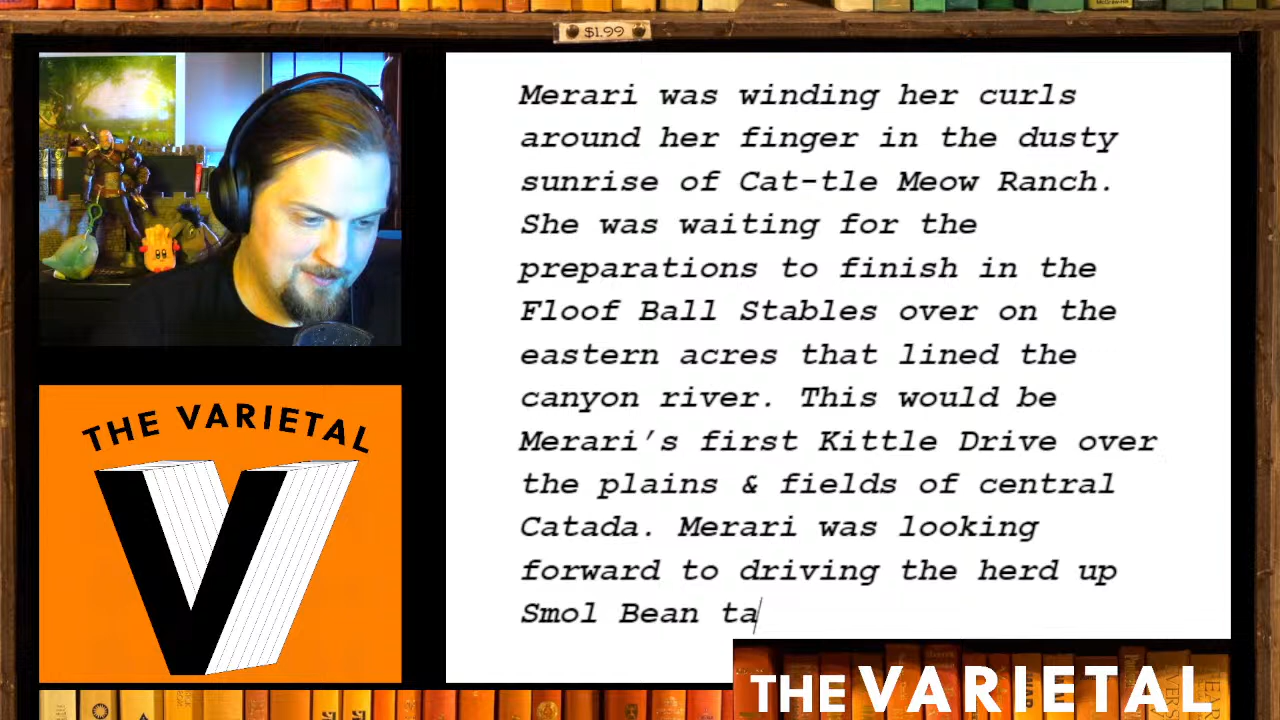 $1.99
Merari was winding her curls
around her finger in the dusty
sunrise of Cat-tle Meow Ranch.
She was waiting for the
preparations to finish in the
Floof Ball Stables over on the
eastern acres that lined the
canyon river. This would be
Merari's first Kittle Drive over
the plains & fields of central
Catada. Merari was looking
forward to driving the herd up
Smol Bean ta
THE VARIETAL
V
THE VARIETAL